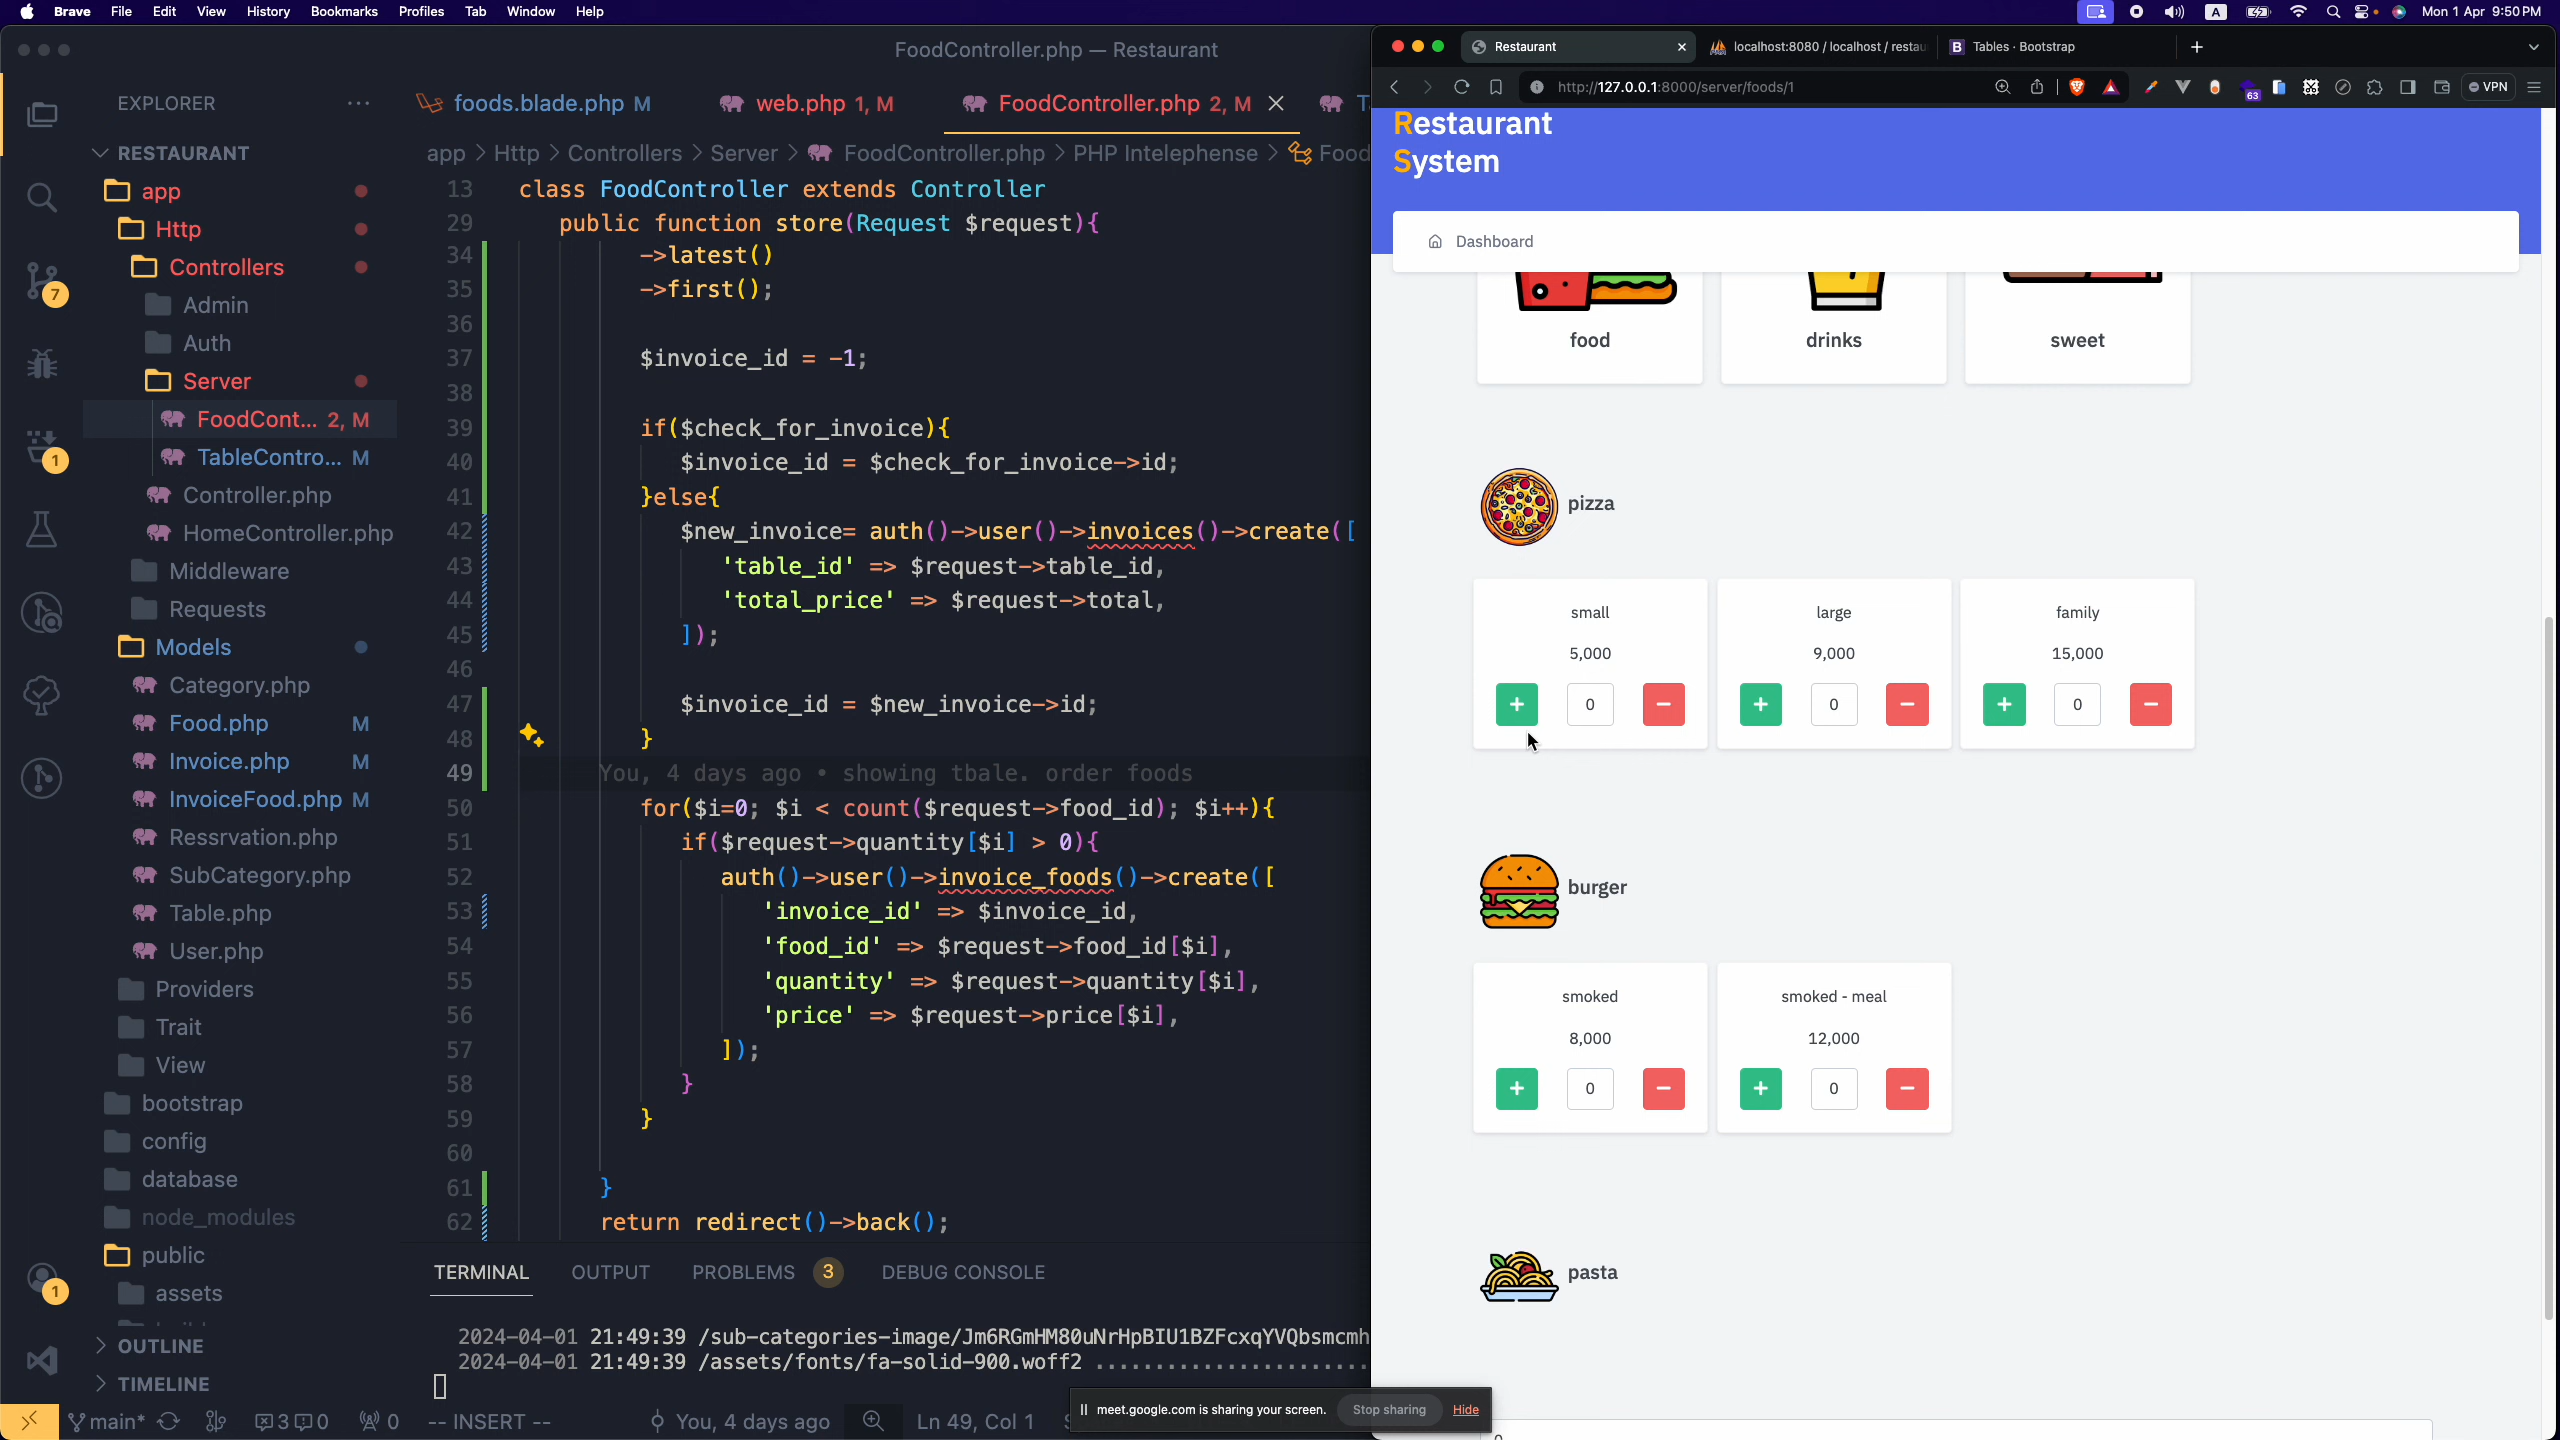 Brave File Edit View History Bookmarks Profiles Tab Window Help
A
Mon 1 Apr 9:50 PM
FoodController.php — Restaurant
EXPLORER
RESTAURANT
app
Http
Controllers
Admin
Auth
Server
FoodCont... 2, M
TableContro... M
Controller.php
HomeController.php
Middleware
Requests
Models
Category.php
Food.php M
Invoice.php M
InvoiceFood.php M
Ressrvation.php
SubCategory.php
Table.php
User.php
Providers
Trait
View
bootstrap
config
database
node_modules
public
assets
OUTLINE
TIMELINE
7
1
1
foods.blade.php M
web.php 1, M
FoodController.php 2, M
app > Http > Controllers > Server > FoodController.php > PHP Intelephense > Food
13 class FoodController extends Controller
29 public function store(Request $request){
34 ->latest()
35 ->first();
36
37 $invoice_id = -1;
38
39 if($check_for_invoice){
40 $invoice_id = $check_for_invoice->id;
41 }else{
42 $new_invoice= auth()->user()->invoices()->create([
43 'table_id' => $request->table_id,
44 'total_price' => $request->total,
45 ]);
46
47 $invoice_id = $new_invoice->id;
48 }
49 You, 4 days ago • showing tbale. order foods
50 for($i=0; $i < count($request->food_id); $i++){
51 if($request->quantity[$i] > 0){
52 auth()->user()->invoice_foods()->create([
53 'invoice_id' => $invoice_id,
54 'food_id' => $request->food_id[$i],
55 'quantity' => $request->quantity[$i],
56 'price' => $request->price[$i],
57 ]);
58 }
59 }
60
61 }
62 return redirect()->back();
TERMINAL OUTPUT PROBLEMS 3 DEBUG CONSOLE
2024-04-01 21:49:39 /sub-categories-image/Jm6RGmHM80uNrHpBIU1BZFcxqYVQbsmcmh
2024-04-01 21:49:39 /assets/fonts/fa-solid-900.woff2 ....................
main* 3 0 0 -- INSERT -- You, 4 days ago Ln 49, Col 1
meet.google.com is sharing your screen. Stop sharing Hide
Restaurant
localhost:8080 / localhost / restau
B Tables · Bootstrap
http://127.0.0.1:8000/server/foods/1
63
VPN
Restaurant
System
Dashboard
food drinks sweet
pizza
small large family
5,000 9,000 15,000
+ 0 − + 0 − + 0 −
burger
smoked smoked - meal
8,000 12,000
+ 0 − + 0 −
pasta